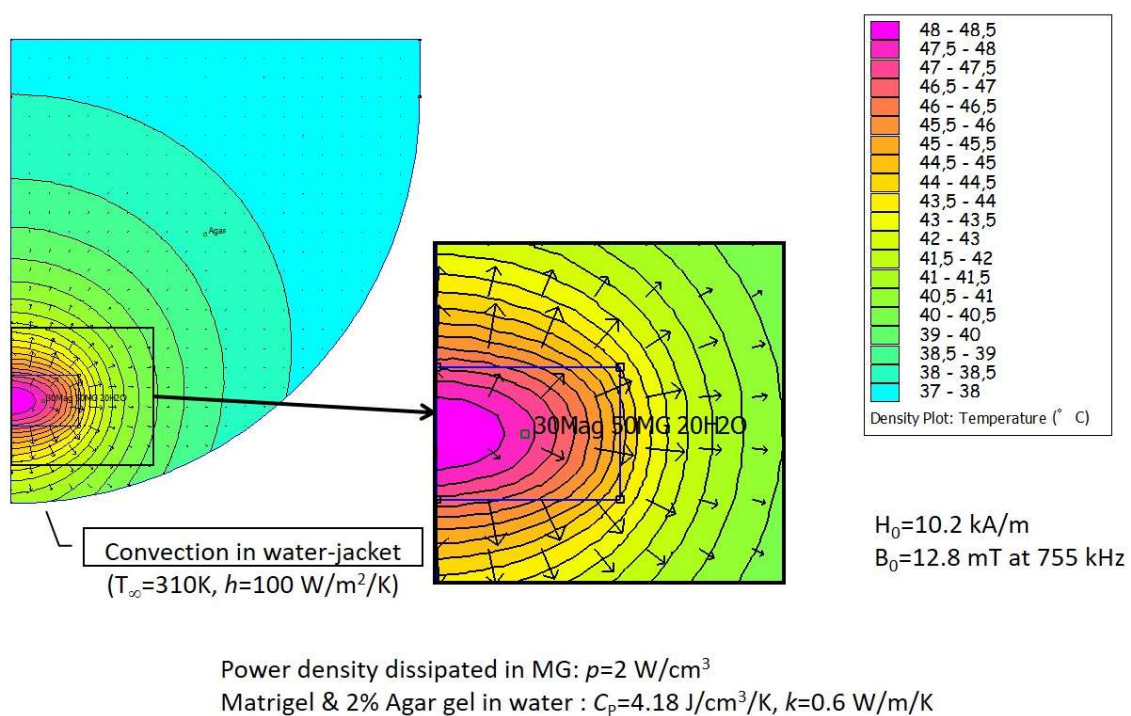 48 - 48,5
47,5 - 48
47 - 47,5
46,5 - 47
46 - 46,5
45,5 - 46
45 - 45,5
44,5 - 45
44 - 44,5
43,5 - 44
43 - 43,5
42 - 43
41,5 - 42
41 - 41,5
40,5 - 41
40 - 40,5
39 - 40
38,5 - 39
38 - 38,5
37 - 38
Density Plot: Temperature (° C)
Agar
30Mag 50MG 20H2O
30Mag 50MG 20H2O
Convection in water-jacket
(T∞=310K, h=100 W/m²/K)
H₀=10.2 kA/m
B₀=12.8 mT at 755 kHz
Power density dissipated in MG: p=2 W/cm³
Matrigel & 2% Agar gel in water : Cₚ=4.18 J/cm³/K, k=0.6 W/m/K